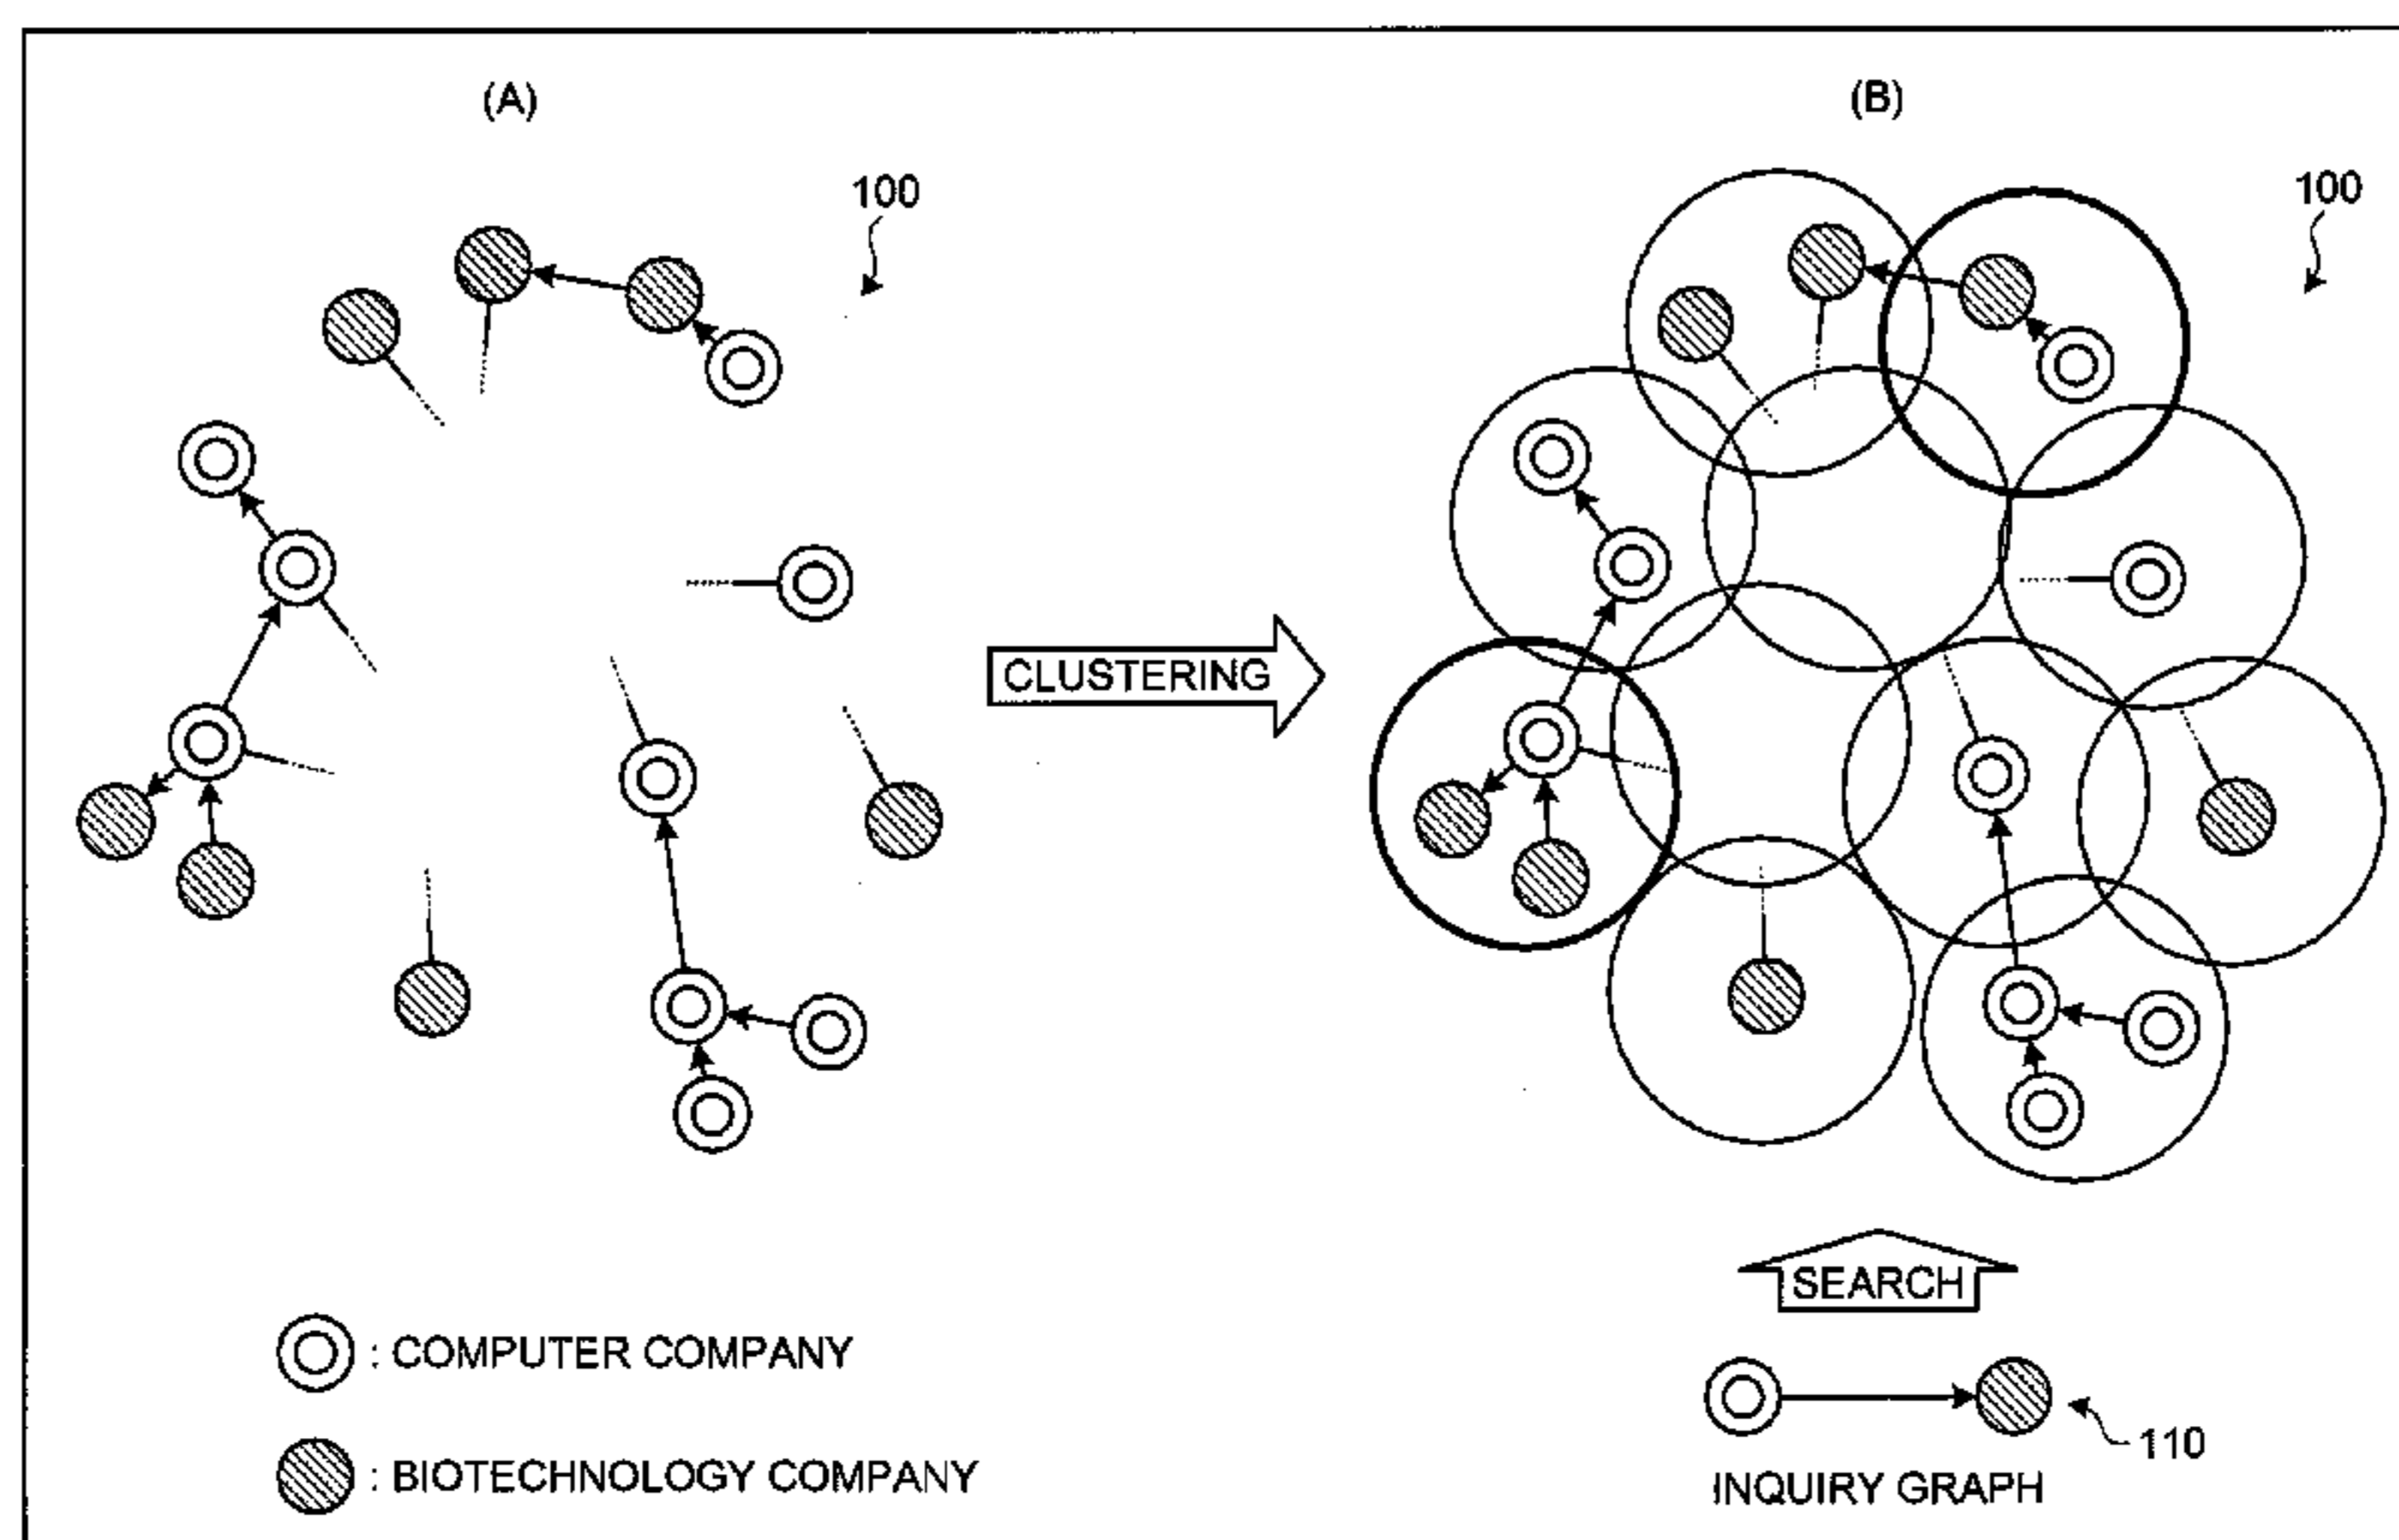 (A)
(B)
100
100
CLUSTERING
SEARCH
: COMPUTER COMPANY
: BIOTECHNOLOGY COMPANY
110
INQUIRY GRAPH